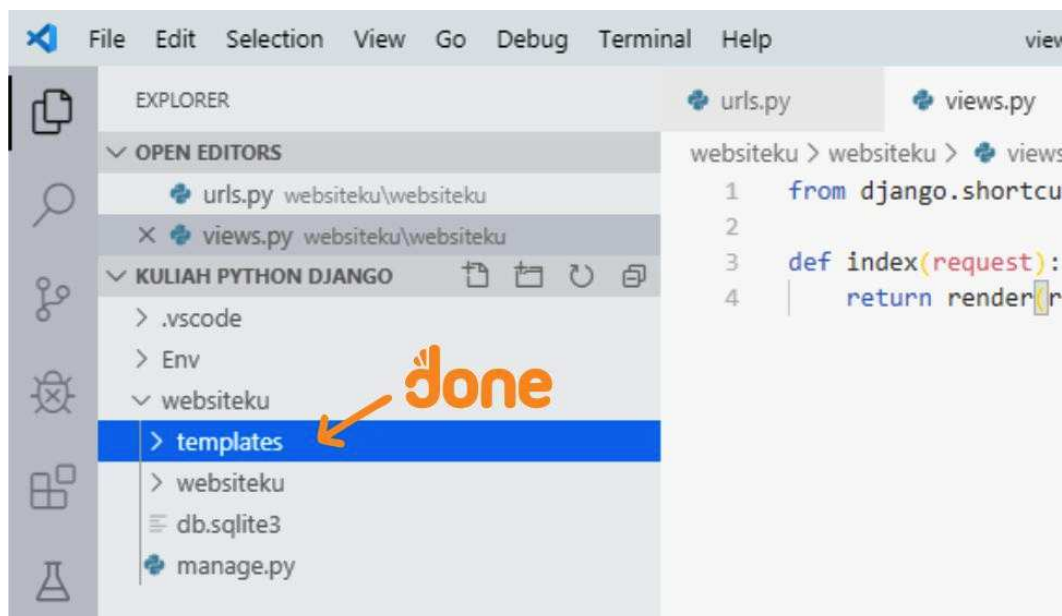 File Edit Selection View Go Debug Terminal Help
EXPLORER
OPEN EDITORS
urls.py websiteku\websiteku
views.py websiteku\websiteku
KULIAH PYTHON DJANGO
.vscode
Env
websiteku
templates
websiteku
db.sqlite3
manage.py
done
urls.py views.py
websiteku > websiteku > views
1 from django.shortcu
2
3 def index(request):
4 return render(r